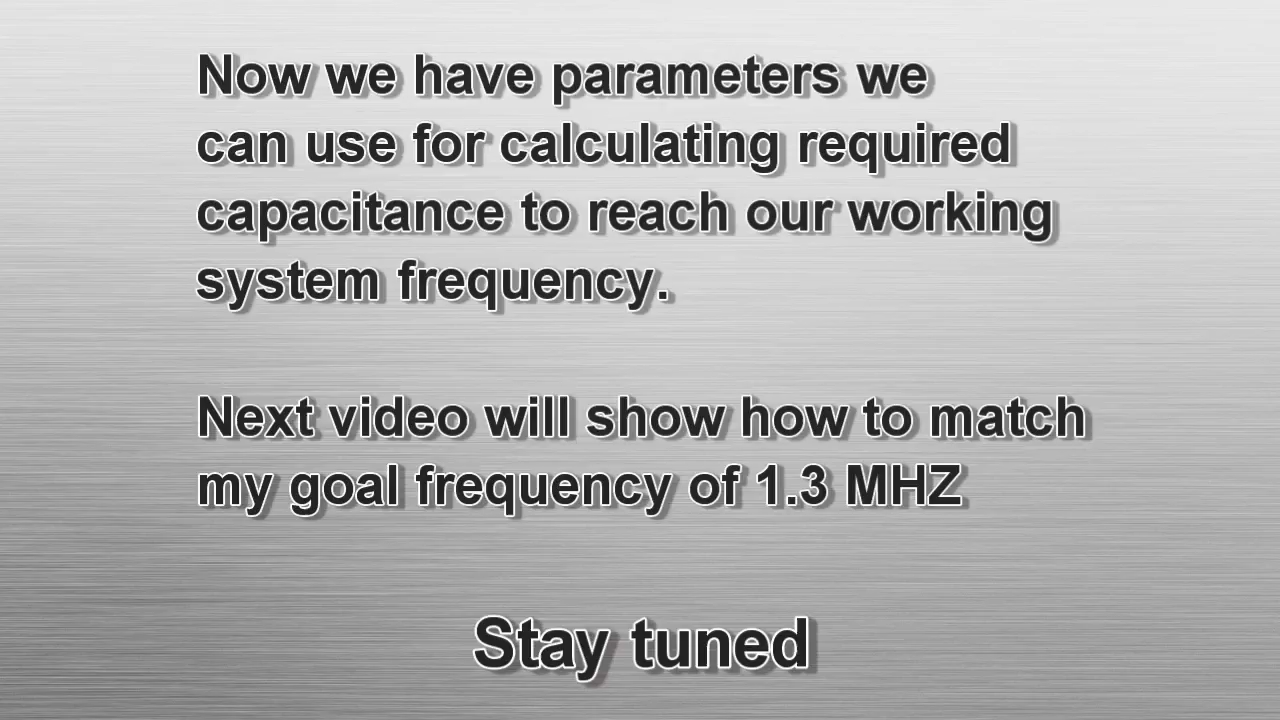 Now we have parameters we
can use for calculating required
capacitance to reach our working
system frequency.
Next video will show how to match
my goal frequency of 1.3 MHZ
Stay tuned